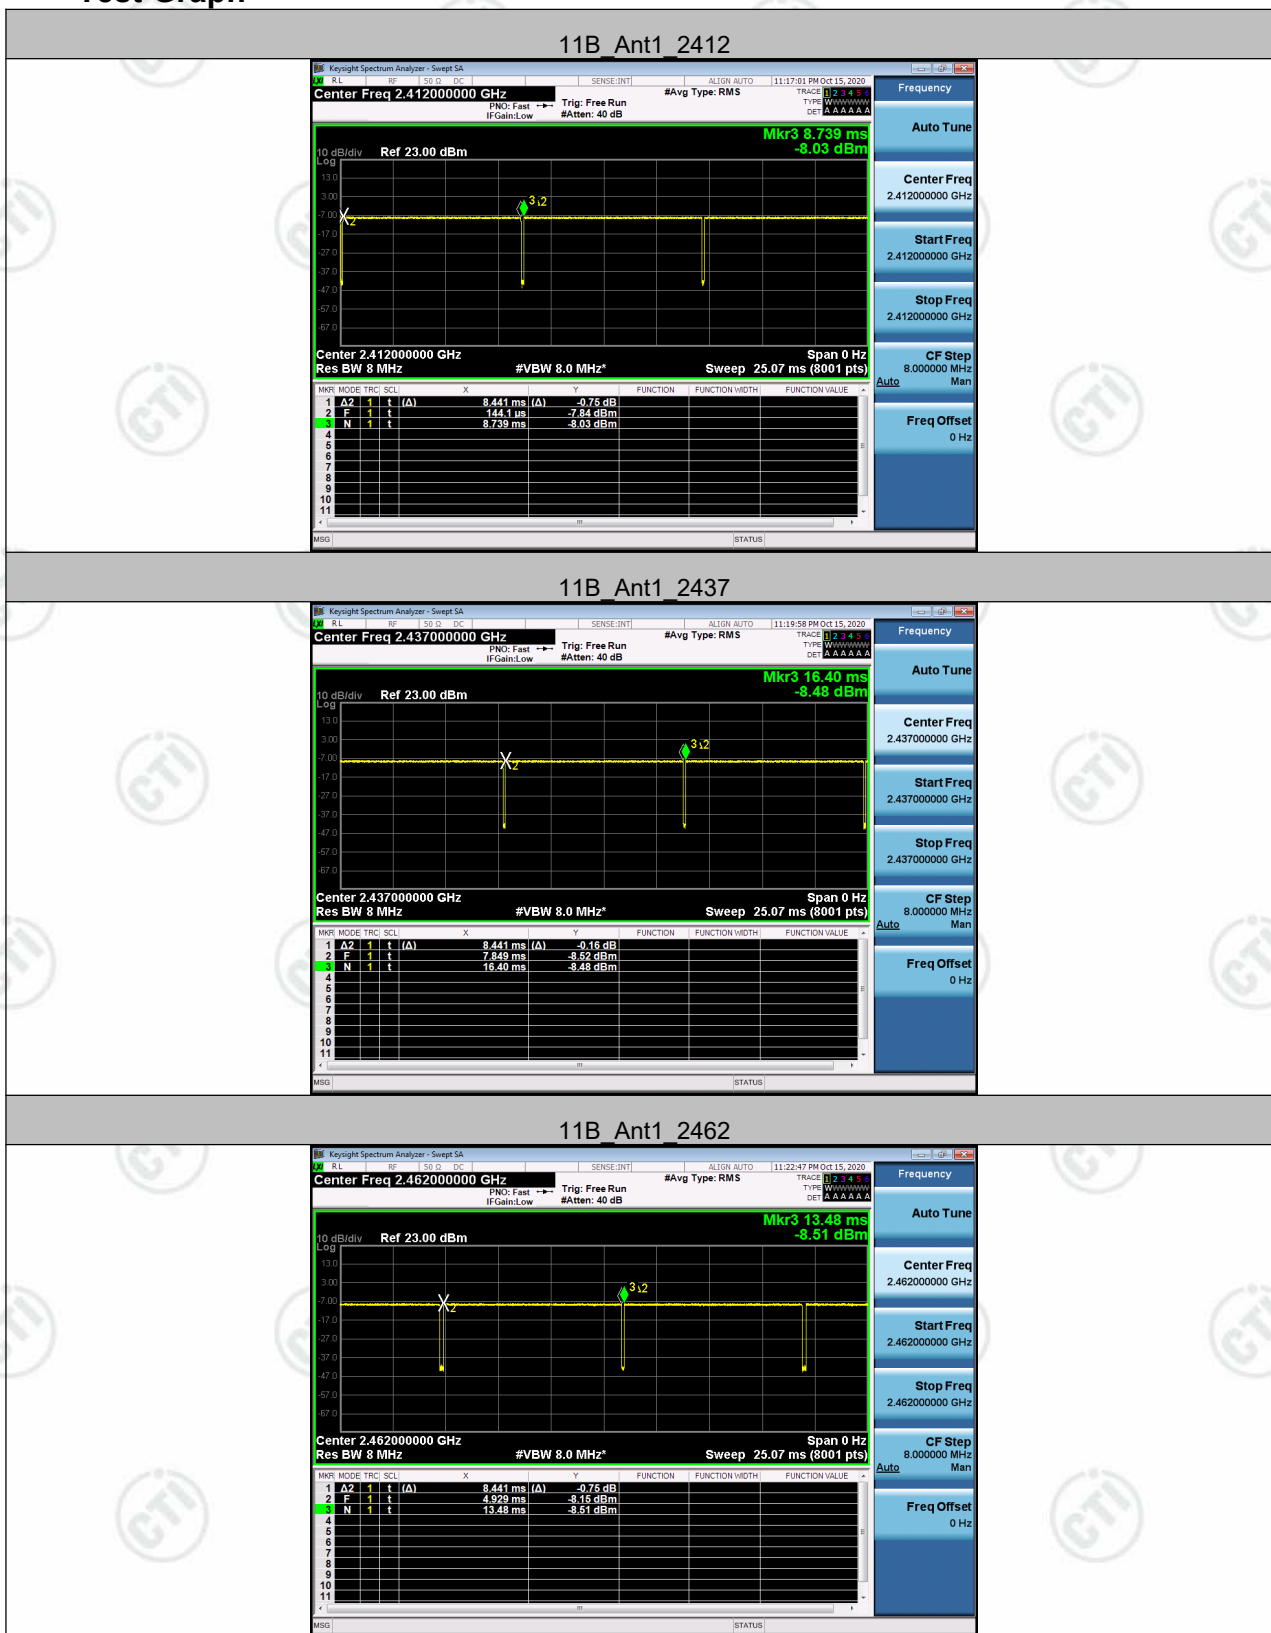 Test Graph
11B_Ant1_2412
Keysight Spectrum Analyzer - Swept SA
RL RF 50 Ω DC SENSE:INT ALIGN AUTO 11:17:01 PM Oct 15, 2020
Center Freq 2.412000000 GHz #Avg Type: RMS TRACE 1 2 3 4 5 6
PNO: Fast Trig: Free Run TYPE WWWWWW
IFGain:Low #Atten: 40 dB DET A A A A A A
Frequency
Auto Tune
Mkr3 8.739 ms
-8.03 dBm
10 dB/div Ref 23.00 dBm
Log
13.0
3.00
-7.00
-17.0
-27.0
-37.0
-47.0
-57.0
-67.0
2
3 Δ2
Center Freq
2.412000000 GHz
Start Freq
2.412000000 GHz
Stop Freq
2.412000000 GHz
Center 2.412000000 GHz Span 0 Hz
Res BW 8 MHz #VBW 8.0 MHz* Sweep 25.07 ms (8001 pts)
CF Step
8.000000 MHz
Auto Man
Freq Offset
0 Hz
MKR MODE TRC SCL X Y FUNCTION FUNCTION WIDTH FUNCTION VALUE
1 Δ2 1 t (Δ) 8.441 ms (Δ) -0.75 dB
2 F 1 t 144.1 µs -7.84 dBm
3 N 1 t 8.739 ms -8.03 dBm
4
5
6
7
8
9
10
11
MSG STATUS
11B_Ant1_2437
Keysight Spectrum Analyzer - Swept SA
RL RF 50 Ω DC SENSE:INT ALIGN AUTO 11:19:58 PM Oct 15, 2020
Center Freq 2.437000000 GHz #Avg Type: RMS TRACE 1 2 3 4 5 6
PNO: Fast Trig: Free Run TYPE WWWWWW
IFGain:Low #Atten: 40 dB DET A A A A A A
Frequency
Auto Tune
Mkr3 16.40 ms
-8.48 dBm
10 dB/div Ref 23.00 dBm
Log
13.0
3.00
-7.00
-17.0
-27.0
-37.0
-47.0
-57.0
-67.0
2
3 Δ2
Center Freq
2.437000000 GHz
Start Freq
2.437000000 GHz
Stop Freq
2.437000000 GHz
Center 2.437000000 GHz Span 0 Hz
Res BW 8 MHz #VBW 8.0 MHz* Sweep 25.07 ms (8001 pts)
CF Step
8.000000 MHz
Auto Man
Freq Offset
0 Hz
MKR MODE TRC SCL X Y FUNCTION FUNCTION WIDTH FUNCTION VALUE
1 Δ2 1 t (Δ) 8.441 ms (Δ) -0.16 dB
2 F 1 t 7.849 ms -8.52 dBm
3 N 1 t 16.40 ms -8.48 dBm
4
5
6
7
8
9
10
11
MSG STATUS
11B_Ant1_2462
Keysight Spectrum Analyzer - Swept SA
RL RF 50 Ω DC SENSE:INT ALIGN AUTO 11:22:47 PM Oct 15, 2020
Center Freq 2.462000000 GHz #Avg Type: RMS TRACE 1 2 3 4 5 6
PNO: Fast Trig: Free Run TYPE WWWWWW
IFGain:Low #Atten: 40 dB DET A A A A A A
Frequency
Auto Tune
Mkr3 13.48 ms
-8.51 dBm
10 dB/div Ref 23.00 dBm
Log
13.0
3.00
-7.00
-17.0
-27.0
-37.0
-47.0
-57.0
-67.0
2
3 Δ2
Center Freq
2.462000000 GHz
Start Freq
2.462000000 GHz
Stop Freq
2.462000000 GHz
Center 2.462000000 GHz Span 0 Hz
Res BW 8 MHz #VBW 8.0 MHz* Sweep 25.07 ms (8001 pts)
CF Step
8.000000 MHz
Auto Man
Freq Offset
0 Hz
MKR MODE TRC SCL X Y FUNCTION FUNCTION WIDTH FUNCTION VALUE
1 Δ2 1 t (Δ) 8.441 ms (Δ) -0.75 dB
2 F 1 t 4.929 ms -8.15 dBm
3 N 1 t 13.48 ms -8.51 dBm
4
5
6
7
8
9
10
11
MSG STATUS